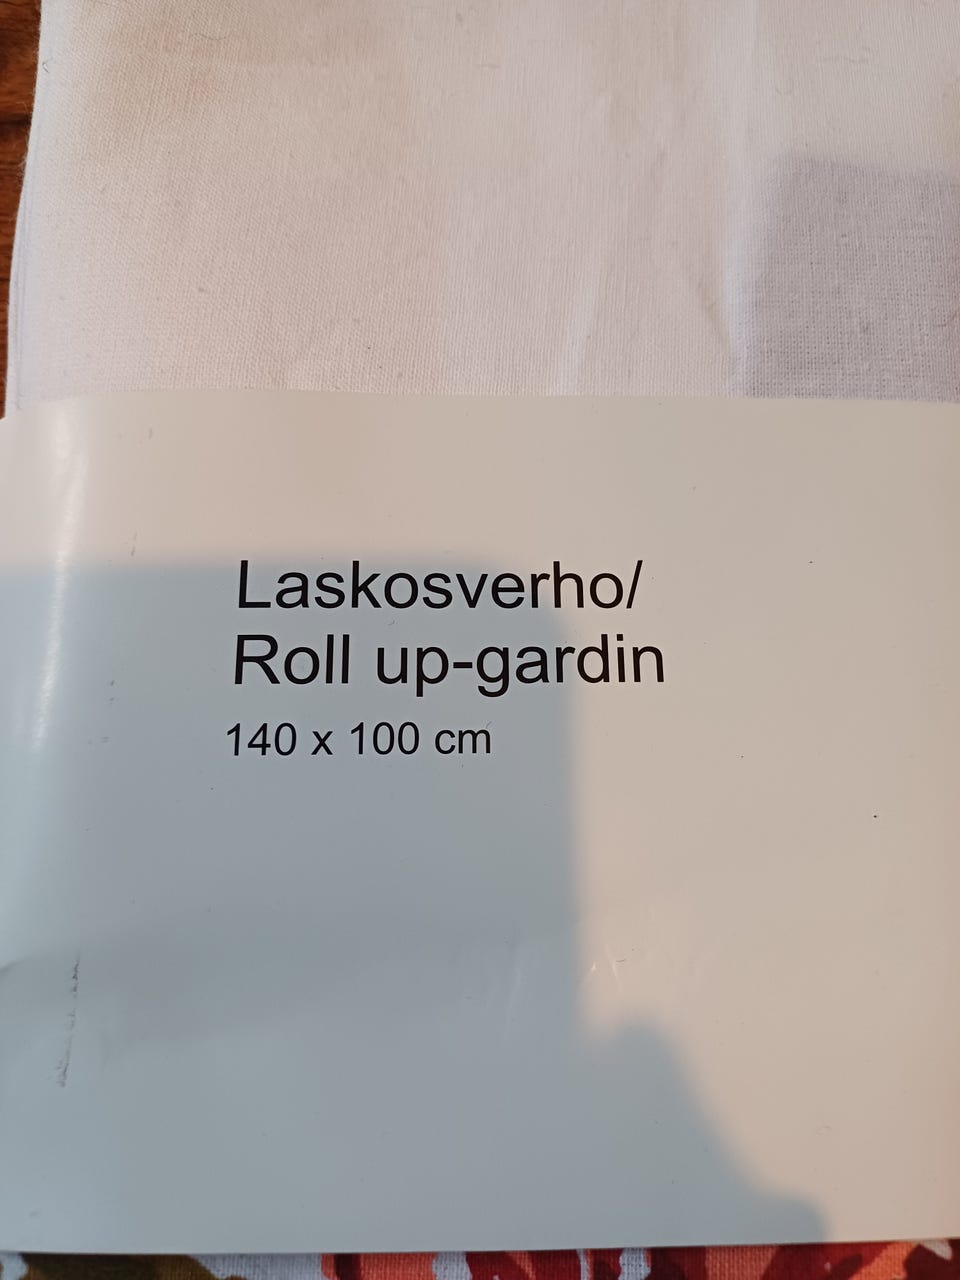 Laskosverho/
Roll up-gardin
140 x 100 cm